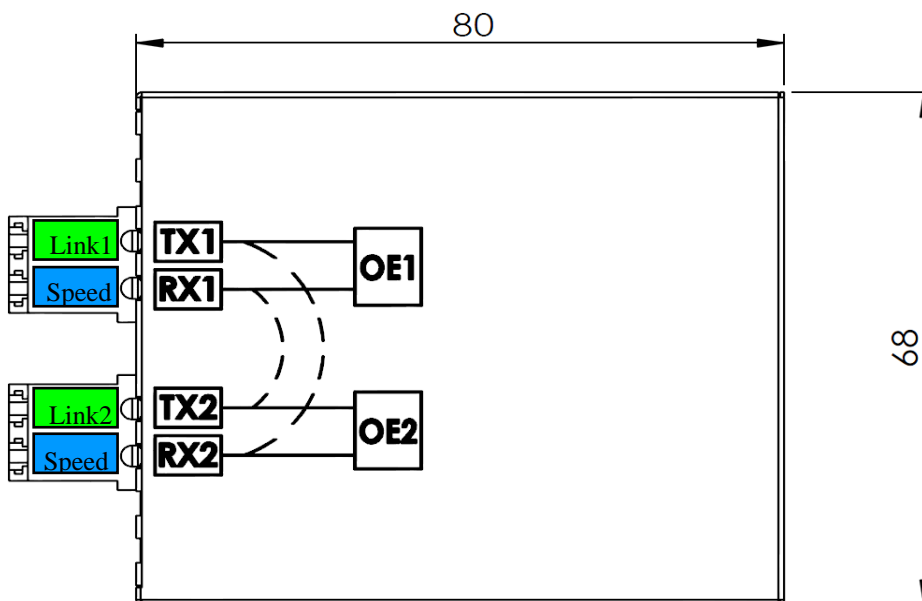 80
Link1
TX1
OE1
Speed
RX1
68
Link2
TX2
OE2
Speed
RX2